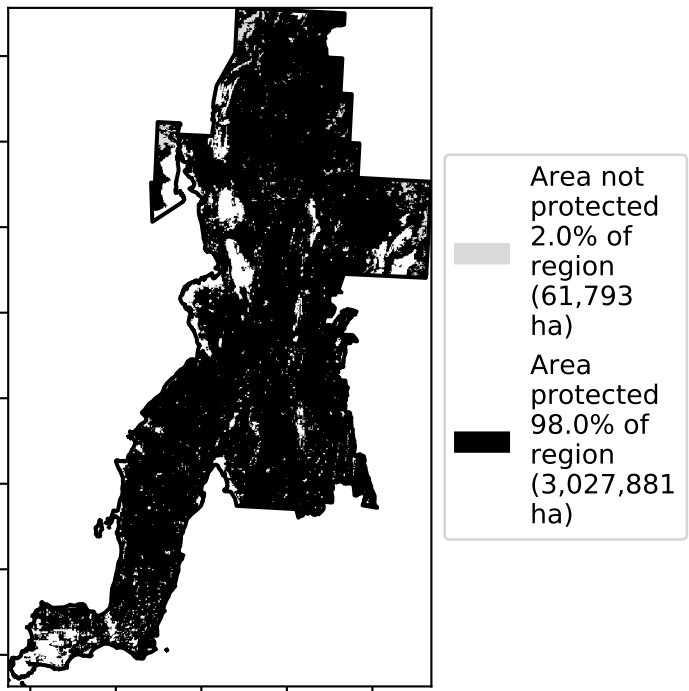 Area not
protected
2.0% of
region
(61,793
ha)
Area
protected
98.0% of
region
(3,027,881
ha)